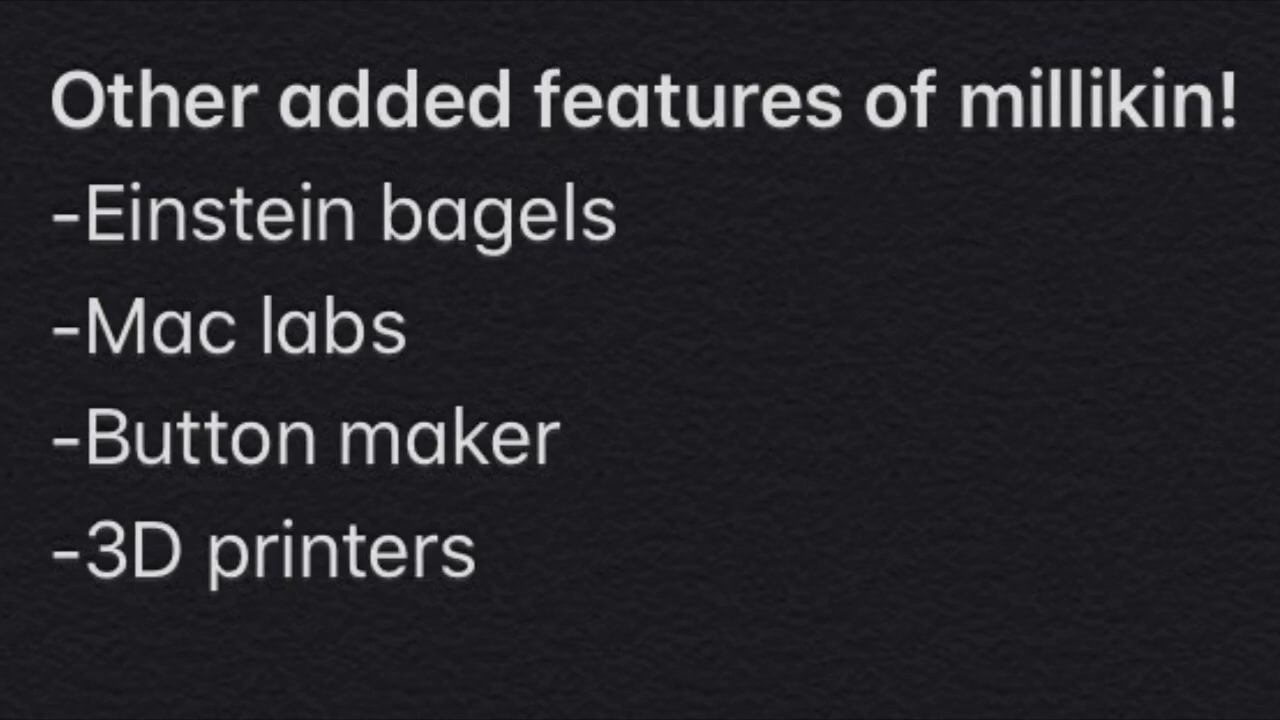 Other added features of millikin!
-Einstein bagels
-Mac labs
-Button maker
-3D printers